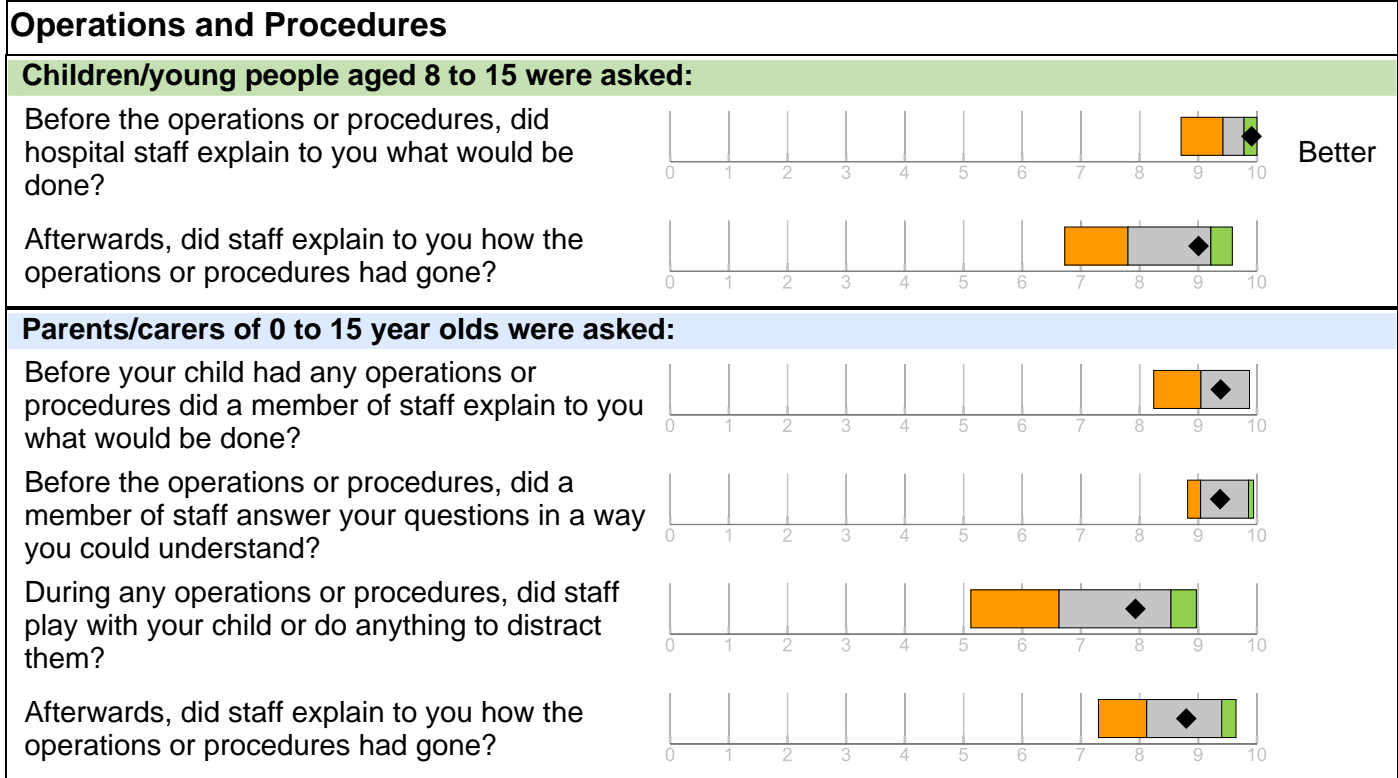 Operations and Procedures
Children/young people aged 8 to 15 were asked:
Before the operations or procedures, did
hospital staff explain to you what would be
done?
0 1 2 3 4 5 6 7 8 9 10
Better
Afterwards, did staff explain to you how the
operations or procedures had gone?
0 1 2 3 4 5 6 7 8 9 10
Parents/carers of 0 to 15 year olds were asked:
Before your child had any operations or
procedures did a member of staff explain to you
what would be done?
0 1 2 3 4 5 6 7 8 9 10
Before the operations or procedures, did a
member of staff answer your questions in a way
you could understand?
0 1 2 3 4 5 6 7 8 9 10
During any operations or procedures, did staff
play with your child or do anything to distract
them?
0 1 2 3 4 5 6 7 8 9 10
Afterwards, did staff explain to you how the
operations or procedures had gone?
0 1 2 3 4 5 6 7 8 9 10